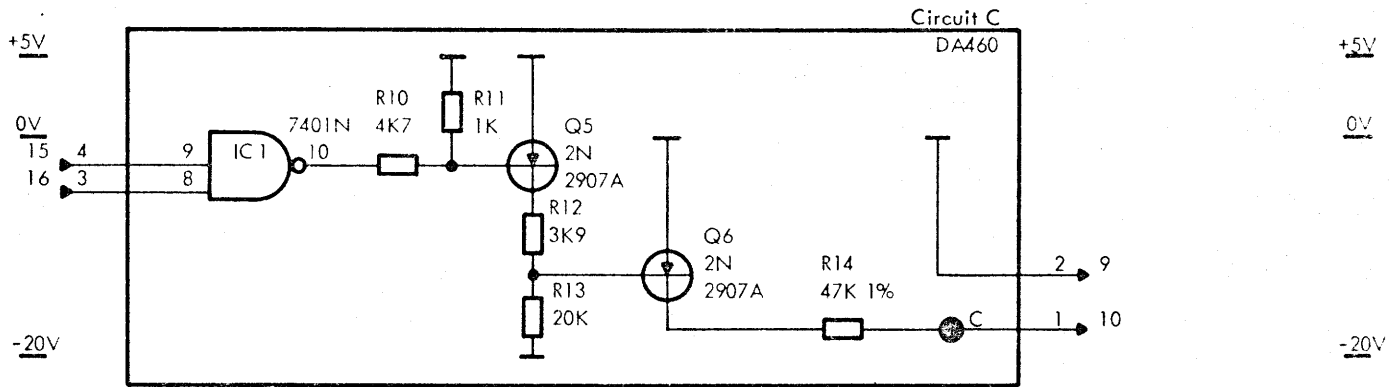 Circuit C
DA460
+5V
+5V
R10
4K7
R11
1K
7401N
Q5
2N
2907A
0V
0V
15
4
9
IC1
10
16
3
8
R12
3K9
Q6
2N
2907A
R14
47K 1%
2
9
R13
20K
C
1
10
-20V
-20V